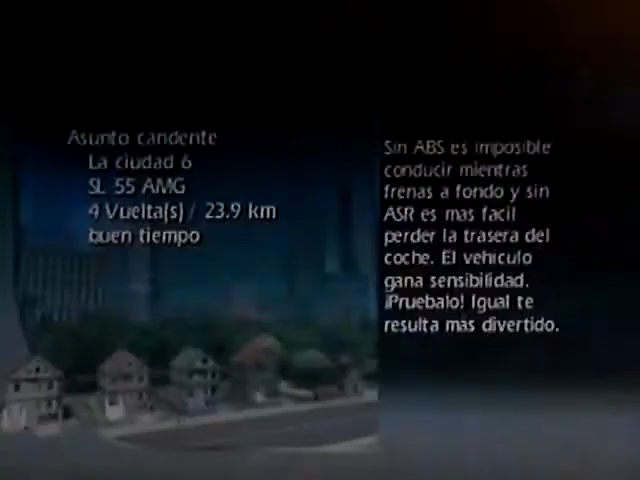 Asunto candente
La ciudad 6
SL 55 AMG
4 Vuelta(s) / 23.9 km
buen tiempo
Sin ABS es imposible
conducir mientras
frenas a fondo y sin
ASR es mas facil
perder la trasera del
coche. El vehiculo
gana sensibilidad.
¡Pruebalo! Igual te
resulta más divertido.